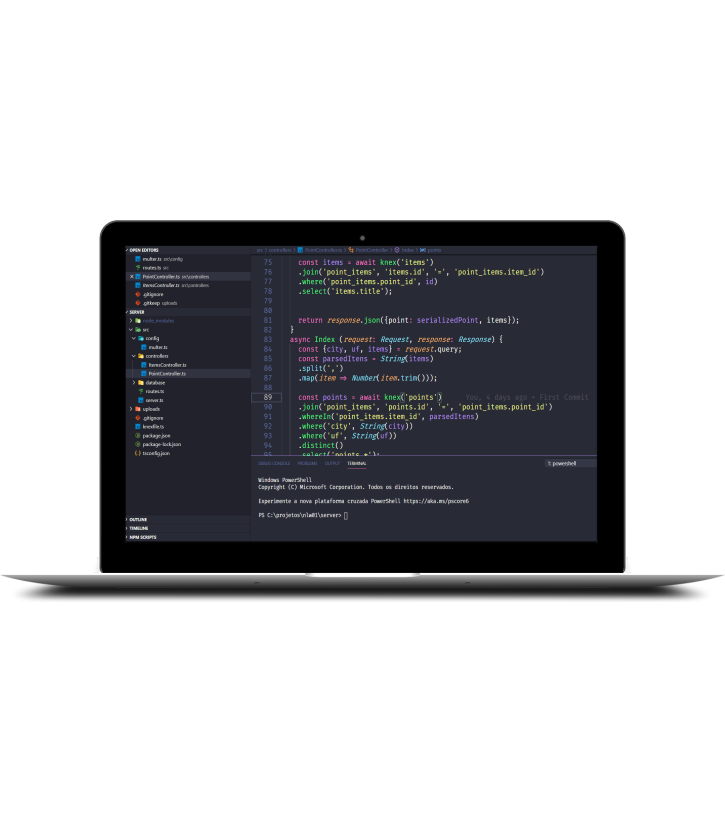 OPEN EDITORS
multer.ts src\config
routes.ts src
PointController.ts src\controllers
ItemsController.ts src\controllers
.gitignore
.gitkeep uploads
SERVER
node_modules
src
config
multer.ts
controllers
ItemsController.ts
PointController.ts
database
routes.ts
server.ts
uploads
.gitignore
knexfile.ts
package.json
package-lock.json
tsconfig.json
OUTLINE
TIMELINE
NPM SCRIPTS
src > controllers > PointController.ts > PointController > Index > points
75 const items = await knex('items')
76 .join('point_items', 'items.id', '=', 'point_items.item_id')
77 .where('point_items.point_id', id)
78 .select('items.title');
79
80
81 return response.json({point: serializedPoint, items});
82 }
83 async Index (request: Request, response: Response) {
84 const {city, uf, items} = request.query;
85 const parsedItens = String(items)
86 .split(',')
87 .map(item => Number(item.trim()));
88
89 const points = await knex('points') You, 4 days ago • First Commit
90 .join('point_items', 'points.id', '=', 'point_items.point_id')
91 .whereIn('point_items.item_id', parsedItens)
92 .where('city', String(city))
93 .where('uf', String(uf))
94 .distinct()
95 .select('points.*');
DEBUG CONSOLE PROBLEMS OUTPUT TERMINAL
1: powershell
Windows PowerShell
Copyright (C) Microsoft Corporation. Todos os direitos reservados.
Experimente a nova plataforma cruzada PowerShell https://aka.ms/pscore6
PS C:\projetos\nlw01\server>